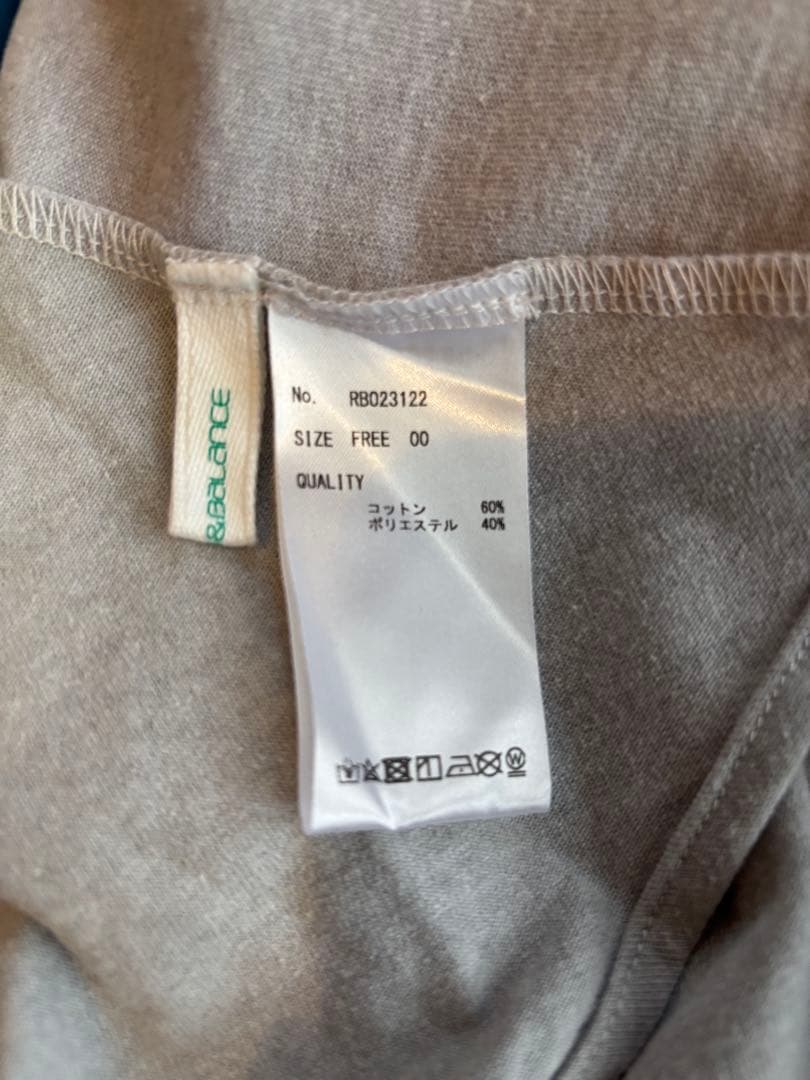 &Balance
No. RB023122
SIZE FREE 00
QUALITY
コットン 60%
ポリエステル 40%
W